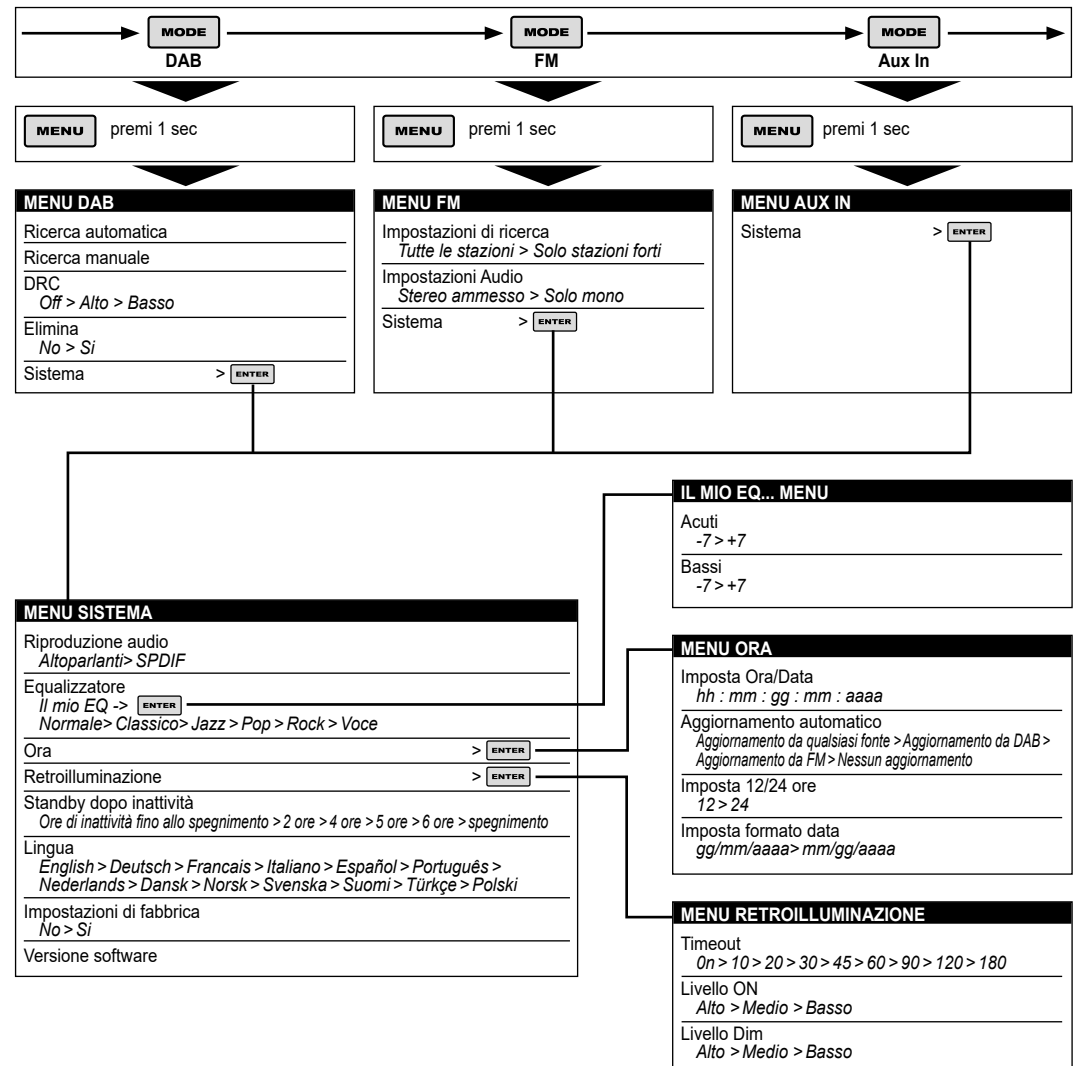 MODE MODE MODE
DAB FM Aux In
MENU premi 1 sec
MENU premi 1 sec
MENU premi 1 sec
MENU DAB
Ricerca automatica
Ricerca manuale
DRC
Off > Alto > Basso
Elimina
No > Si
Sistema > ENTER
MENU FM
Impostazioni di ricerca
Tutte le stazioni > Solo stazioni forti
Impostazioni Audio
Stereo ammesso > Solo mono
Sistema > ENTER
MENU AUX IN
Sistema > ENTER
IL MIO EQ... MENU
Acuti
-7 > +7
Bassi
-7 > +7
MENU SISTEMA
Riproduzione audio
Altoparlanti> SPDIF
Equalizzatore
Il mio EQ -> ENTER
Normale> Classico> Jazz > Pop > Rock > Voce
Ora > ENTER
Retroilluminazione > ENTER
Standby dopo inattività
Ore di inattività fino allo spegnimento > 2 ore > 4 ore > 5 ore > 6 ore > spegnimento
Lingua
English > Deutsch > Francais > Italiano > Español > Português >
Nederlands > Dansk > Norsk > Svenska > Suomi > Türkçe > Polski
Impostazioni di fabbrica
No > Si
Versione software
MENU ORA
Imposta Ora/Data
hh : mm : gg : mm : aaaa
Aggiornamento automatico
Aggiornamento da qualsiasi fonte > Aggiornamento da DAB >
Aggiornamento da FM > Nessun aggiornamento
Imposta 12/24 ore
12 > 24
Imposta formato data
gg/mm/aaaa> mm/gg/aaaa
MENU RETROILLUMINAZIONE
Timeout
0n > 10 > 20 > 30 > 45 > 60 > 90 > 120 > 180
Livello ON
Alto > Medio > Basso
Livello Dim
Alto > Medio > Basso